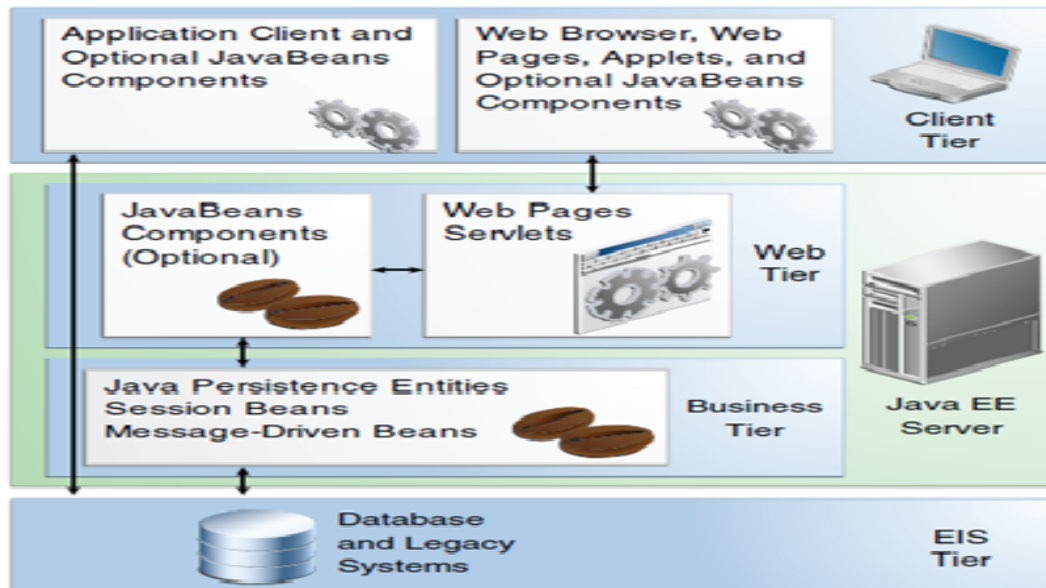 Application Client and
Optional JavaBeans
Components
Web Browser, Web
Pages, Applets, and
Optional JavaBeans
Components
Client
Tier
JavaBeans
Components
(Optional)
Web Pages
Servlets
Web
Tier
Java Persistence Entities
Session Beans
Message-Driven Beans
Business
Tier
Java EE
Server
Database
and Legacy
Systems
EIS
Tier